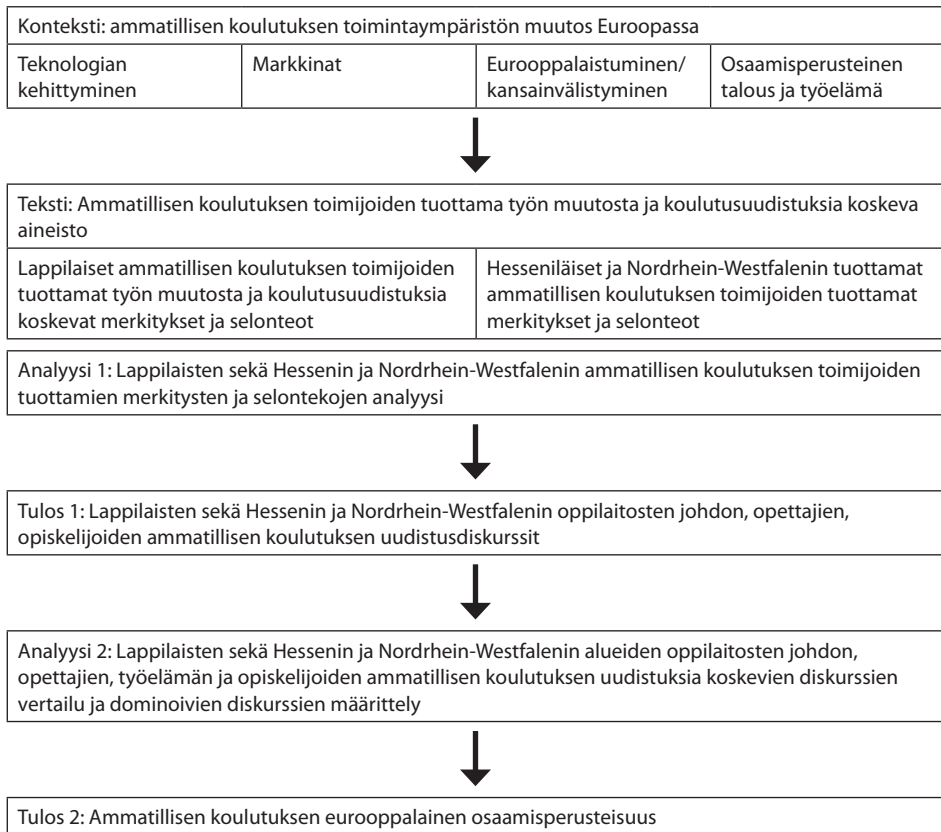 Konteksti: ammatillisen koulutuksen toimintaympäristön muutos Euroopassa
Teknologian
kehittyminen
Markkinat
Eurooppalaistuminen/
kansainvälistyminen
Osaamisperusteinen
talous ja työelämä
Teksti: Ammatillisen koulutuksen toimijoiden tuottama työn muutosta ja koulutusuudistuksia koskeva
aineisto
Lappilaiset ammatillisen koulutuksen toimijoiden
tuottamat työn muutosta ja koulutusuudistuksia
koskevat merkitykset ja selonteot
Hesseniläiset ja Nordrhein-Westfalenin tuottamat
ammatillisen koulutuksen toimijoiden tuottamat
merkitykset ja selonteot
Analyysi 1: Lappilaisten sekä Hessenin ja Nordrhein-Westfalenin ammatillisen koulutuksen toimijoiden
tuottamien merkitysten ja selontekojen analyysi
Tulos 1: Lappilaisten sekä Hessenin ja Nordrhein-Westfalenin oppilaitosten johdon, opettajien,
opiskelijoiden ammatillisen koulutuksen uudistusdiskurssit
Analyysi 2: Lappilaisten sekä Hessenin ja Nordrhein-Westfalenin alueiden oppilaitosten johdon,
opettajien, työelämän ja opiskelijoiden ammatillisen koulutuksen uudistuksia koskevien diskurssien
vertailu ja dominoivien diskurssien määrittely
Tulos 2: Ammatillisen koulutuksen eurooppalainen osaamisperusteisuus